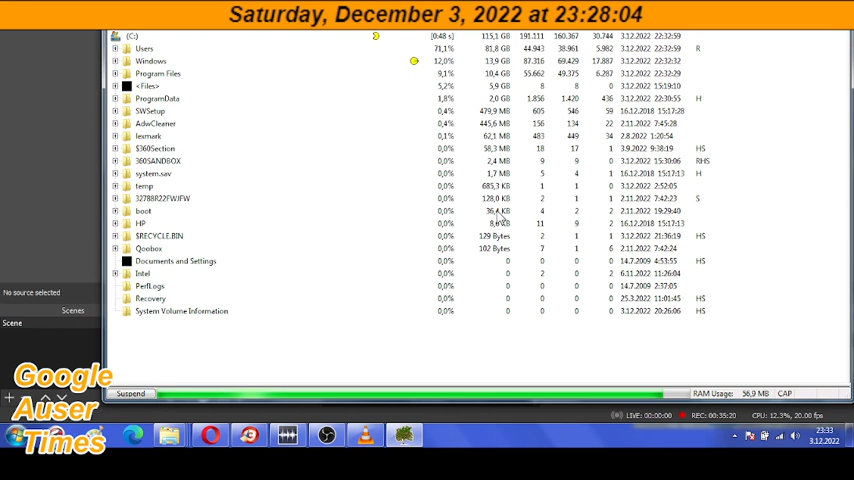 Saturday, December 3, 2022 at 23:28:04
(C:) [0:48 s] 115,1 GB 191.111 160.367 30.744 3.12.2022 22:32:59
Users 71,1% 81,8 GB 44.943 38.961 5.982 3.12.2022 22:32:59 R
Windows 12,0% 13,9 GB 87.316 69.429 17.887 3.12.2022 22:32:32
Program Files 9,1% 10,4 GB 55.662 49.375 6.287 3.12.2022 22:32:29
<Files> 5,2% 5,9 GB 8 8 0 3.12.2022 15:19:10
ProgramData 1,8% 2,0 GB 1.856 1.420 436 3.12.2022 22:30:55 H
SWSetup 0,4% 479,9 MB 605 546 59 16.12.2018 15:17:28
AdwCleaner 0,4% 445,6 MB 156 134 22 2.11.2022 7:45:28
lexmark 0,1% 62,1 MB 483 449 34 2.8.2022 1:20:54
$360Section 0,0% 58,3 MB 18 17 1 3.9.2022 9:38:19 HS
360SANDBOX 0,0% 2,4 MB 9 9 0 3.12.2022 15:30:06 RHS
system.sav 0,0% 1,7 MB 5 4 1 16.12.2018 15:17:13 H
temp 0,0% 685,3 KB 1 1 0 3.12.2022 2:52:05
32788R22FWJFW 0,0% 128,0 KB 2 1 1 2.11.2022 7:42:23 S
boot 0,0% 36,4 KB 4 2 2 2.11.2022 19:29:40
HP 0,0% KB 11 9 2 16.12.2018 15:17:13
$RECYCLE.BIN 0,0% 129 Bytes 2 1 1 3.12.2022 21:36:19 HS
Qoobox 0,0% 102 Bytes 7 1 6 2.11.2022 7:42:24
Documents and Settings 0,0% 0 0 0 0 14.7.2009 4:53:55 HS
Intel 0,0% 0 2 0 2 6.11.2022 11:26:04
PerfLogs 0,0% 0 0 0 0 14.7.2009 2:37:05
Recovery 0,0% 0 0 0 0 25.3.2022 11:01:45 HS
System Volume Information 0,0% 0 0 0 0 3.12.2022 20:26:06 HS
No source selected
Scenes
Scene
Suspend RAM Usage: 56,9 MB CAP
LIVE: 00:00:00 REC: 00:35:20 CPU: 12.3%, 20.00 fps
Google
Auser
Times
23:33
3.12.2022